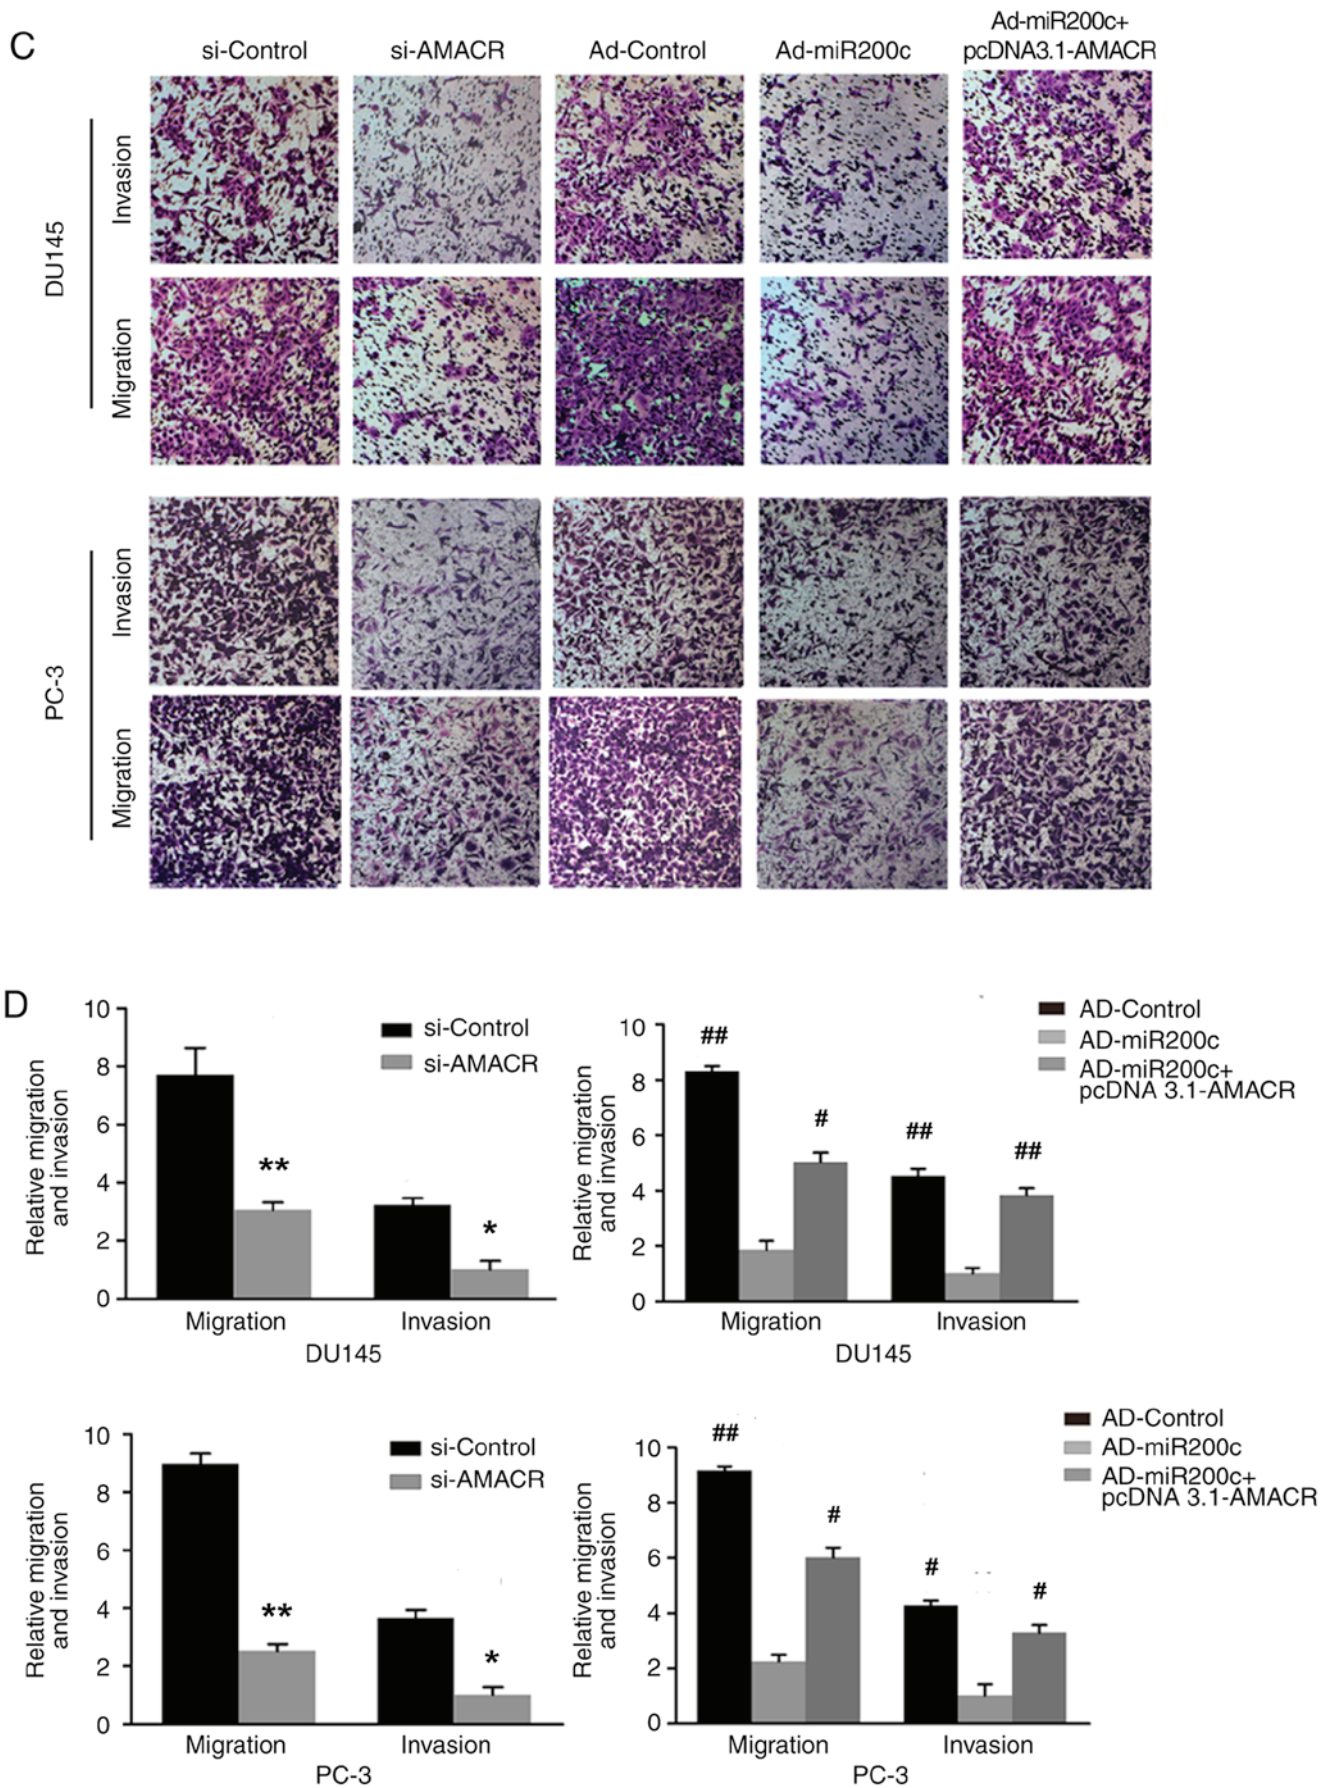 C
si-Control
si-AMACR
Ad-Control
Ad-miR200c
Ad-miR200c+
pcDNA3.1-AMACR
DU145
Invasion
Migration
PC-3
Invasion
Migration
D
Relative migration
and invasion
10
8
6
4
2
0
si-Control
si-AMACR
**
*
Migration
Invasion
DU145
Relative migration
and invasion
10
8
6
4
2
0
AD-Control
AD-miR200c
AD-miR200c+
pcDNA 3.1-AMACR
##
#
##
##
Migration
Invasion
DU145
Relative migration
and invasion
10
8
6
4
2
0
si-Control
si-AMACR
**
*
Migration
Invasion
PC-3
Relative migration
and invasion
10
8
6
4
2
0
AD-Control
AD-miR200c
AD-miR200c+
pcDNA 3.1-AMACR
##
#
#
#
Migration
Invasion
PC-3